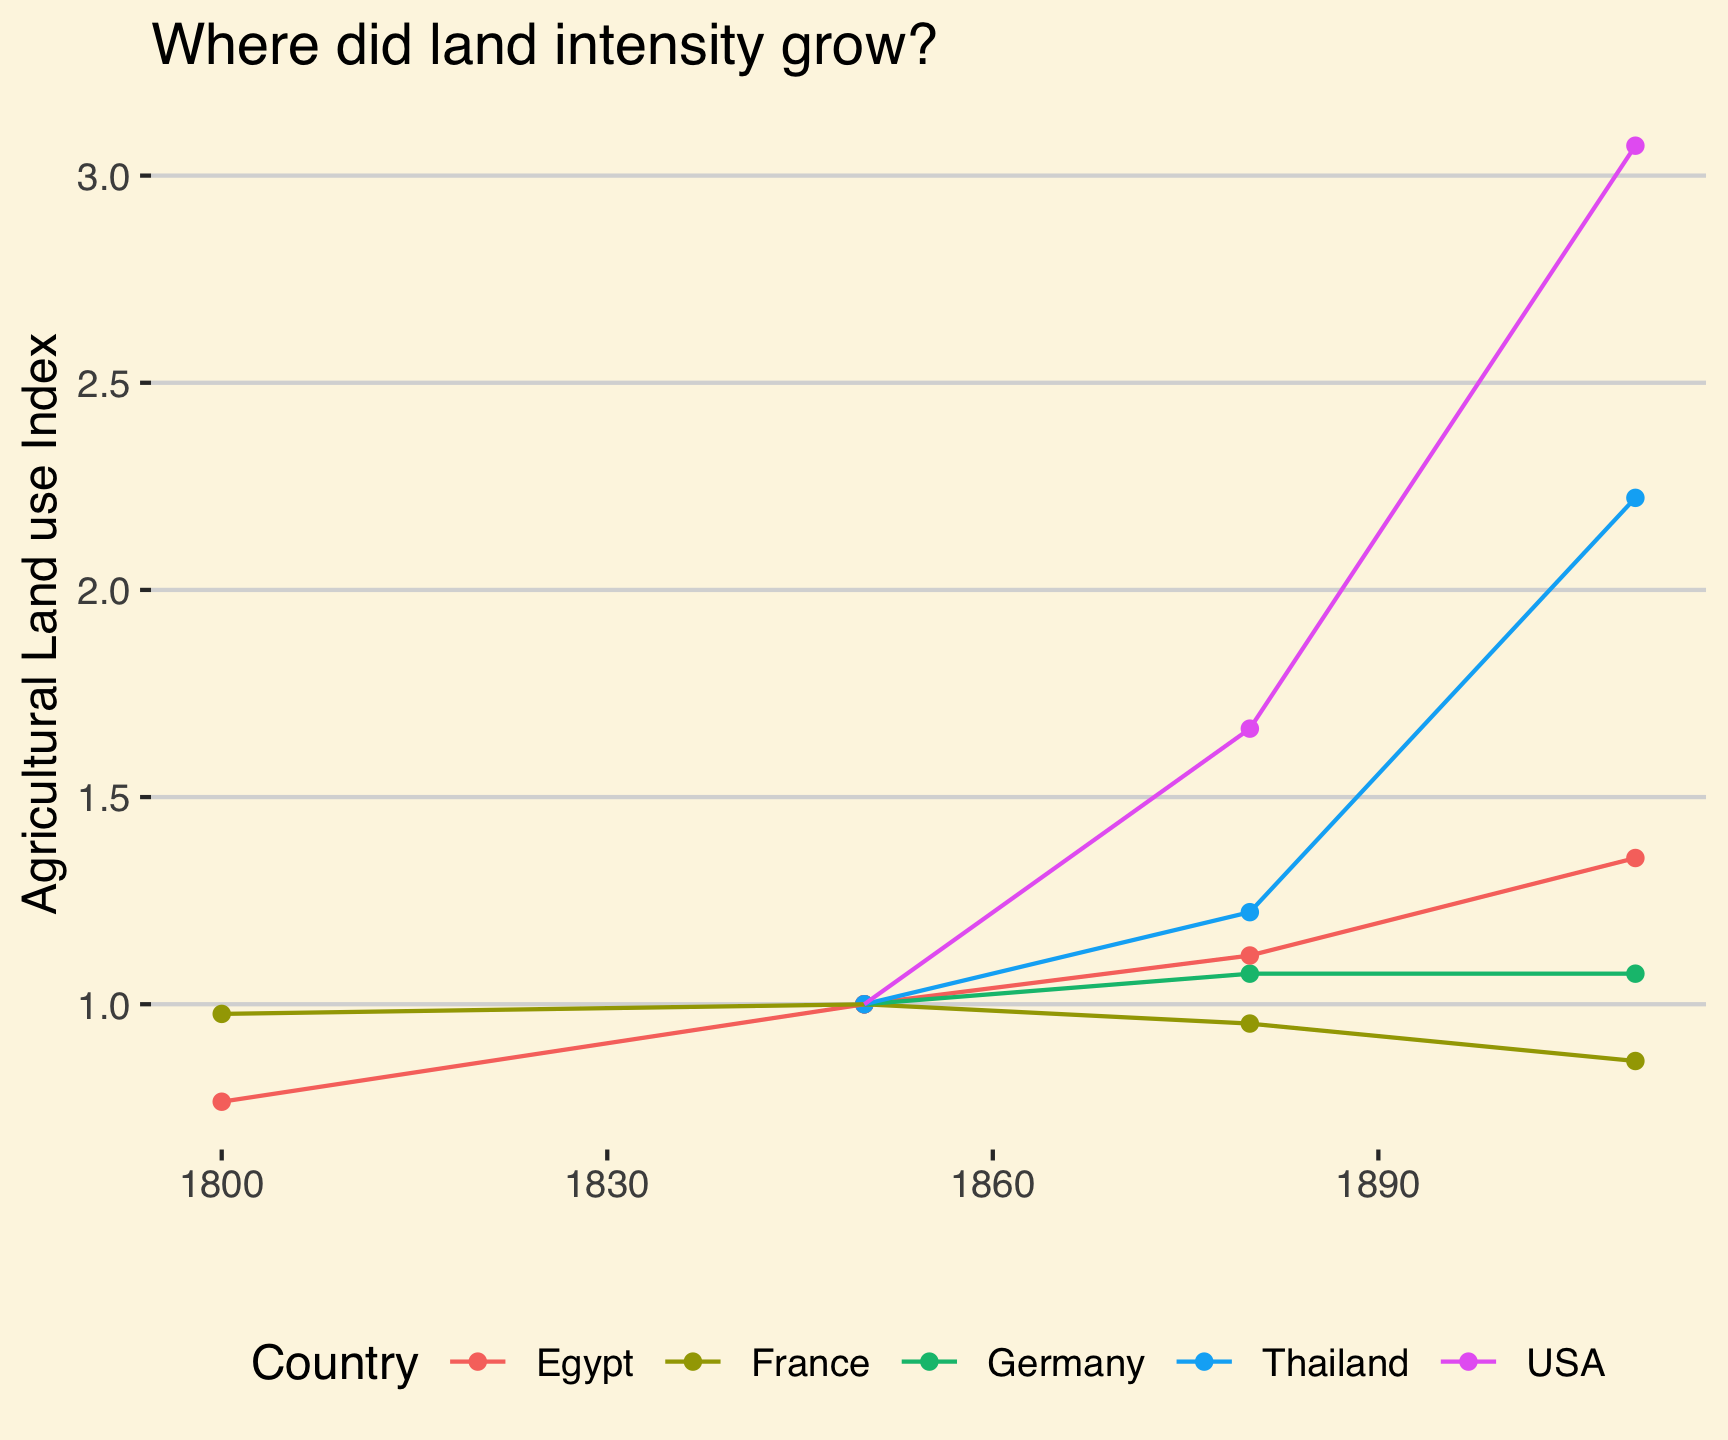 Where did land intensity grow?
Agricultural Land use Index
3.0
2.5
2.0
1.5
1.0
1800 1830 1860 1890
Country Egypt France Germany Thailand USA